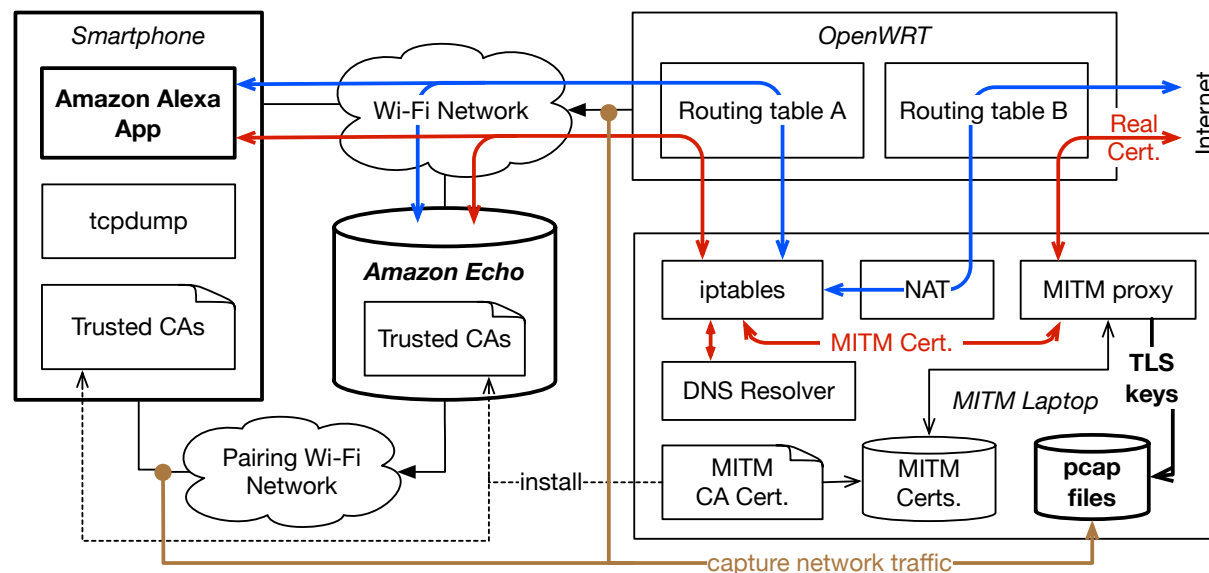 Smartphone
Amazon Alexa
App
tcpdump
Trusted CAs
Wi-Fi Network
Amazon Echo
Trusted CAs
Pairing Wi-Fi
Network
OpenWRT
Routing table A
Routing table B
Real
Cert.
Internet
iptables
NAT
MITM proxy
MITM Cert.
TLS
keys
DNS Resolver
MITM Laptop
install
MITM
CA Cert.
MITM
Certs.
pcap
files
capture network traffic